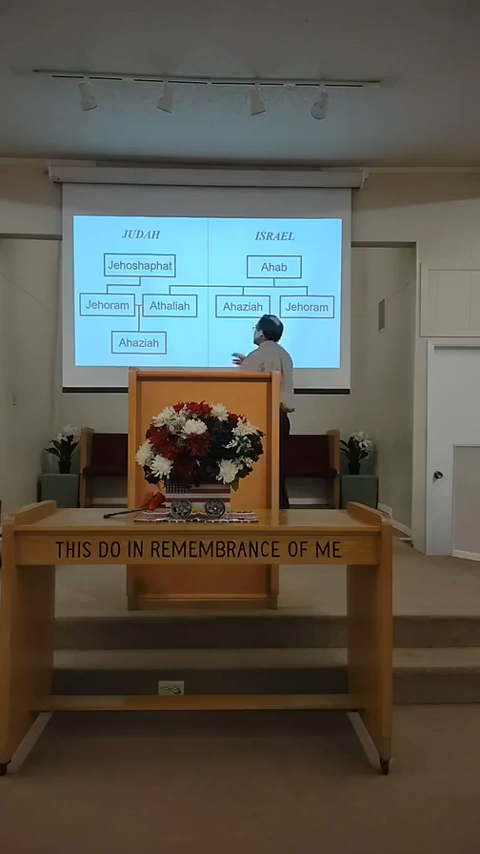 JUDAH
ISRAEL
Jehoshaphat
Ahab
Jehoram
Athaliah
Ahaziah
Jehoram
Ahaziah
THIS DO IN REMEMBRANCE OF ME